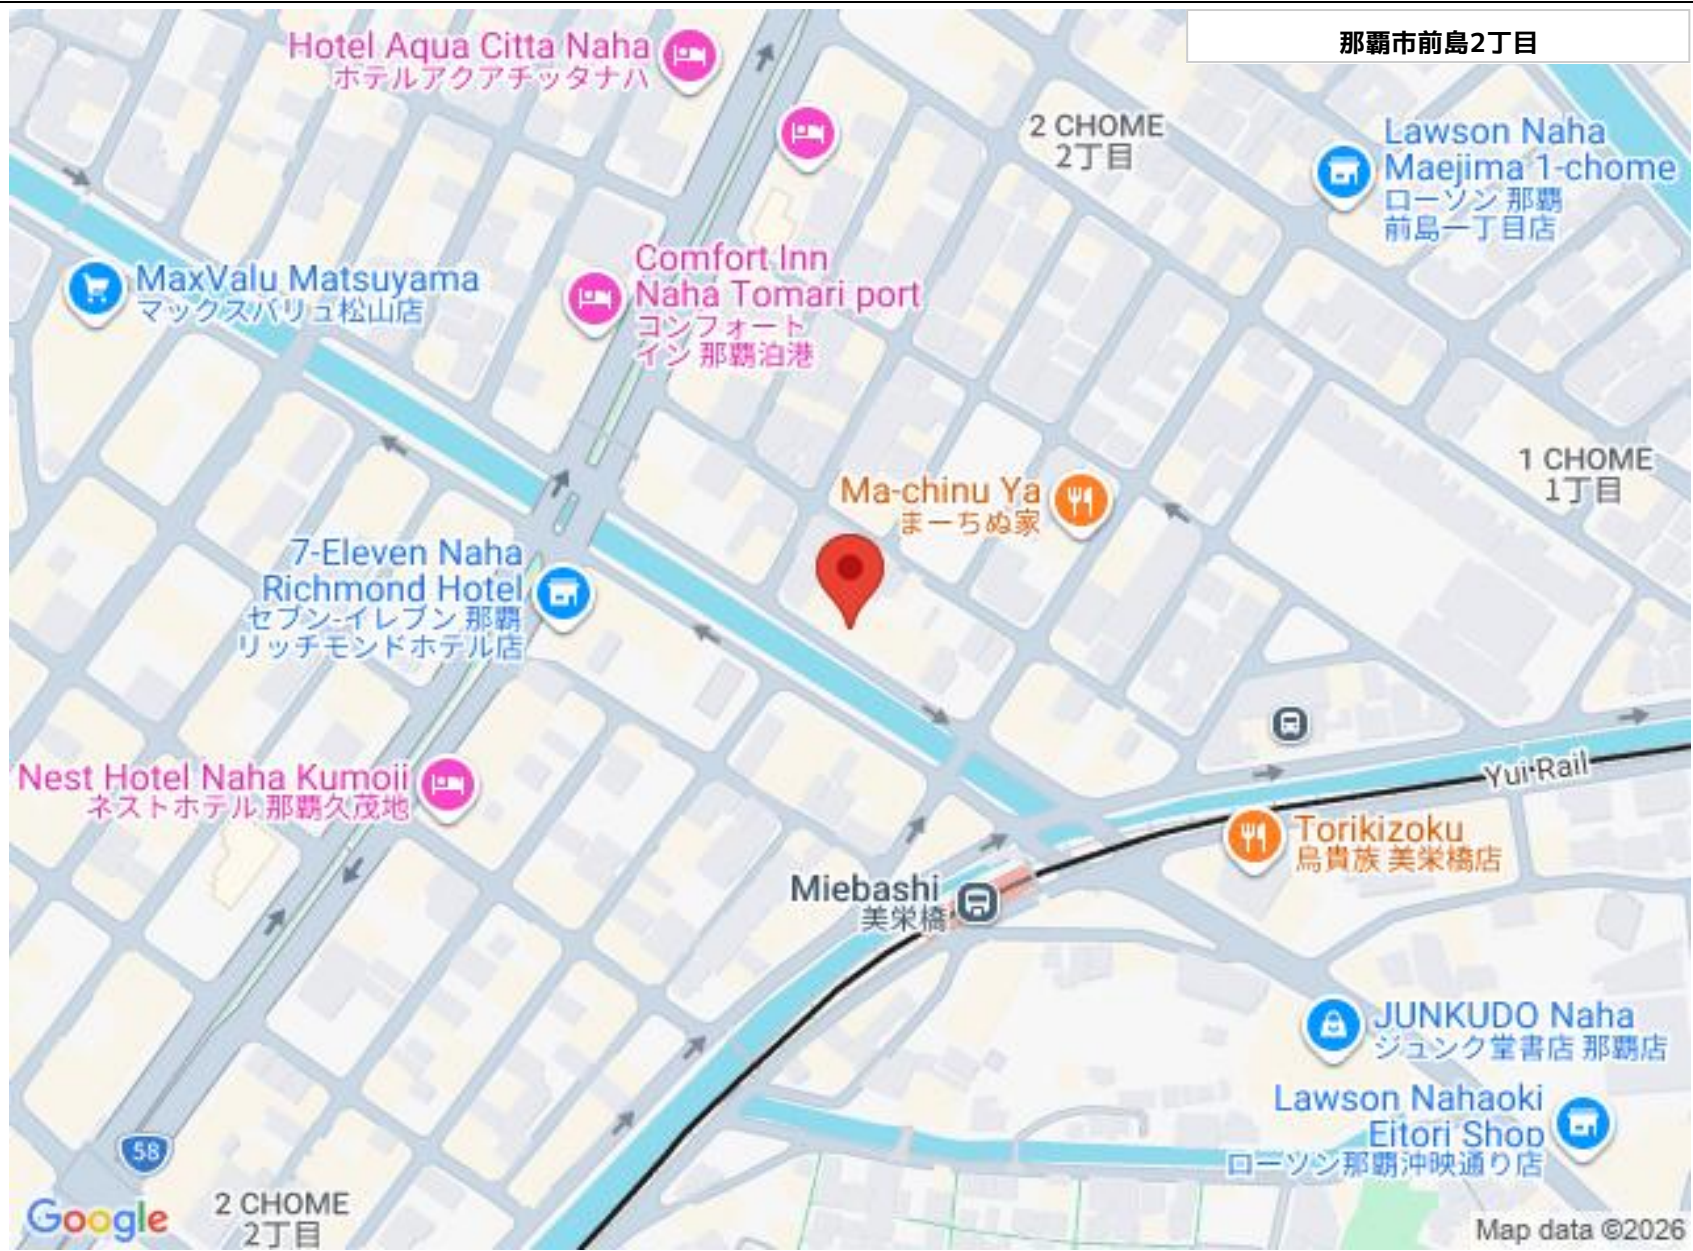 那覇市前島2丁目
Hotel Aqua Citta Naha
ホテルアクアチッタナハ
2 CHOME
2丁目
Lawson Naha
Maejima 1-chome
ローソン 那覇
前島一丁目店
Comfort Inn
Naha Tomari port
コンフォート
イン 那覇泊港
MaxValu Matsuyama
マックスバリュ松山店
1 CHOME
1丁目
Ma-chinu Ya
まーちぬ家
7-Eleven Naha
Richmond Hotel
セブン-イレブン 那覇
リッチモンドホテル店
Nest Hotel Naha Kumoji
ネストホテル 那覇久茂地
Yui Rail
Torikizoku
鳥貴族 美栄橋店
Miebashi
美栄橋
JUNKUDO Naha
ジュンク堂書店 那覇店
Lawson Nahaoki
Eitori Shop
ローソン那覇沖映通り店
58
2 CHOME
2丁目
Google
Map data ©2026